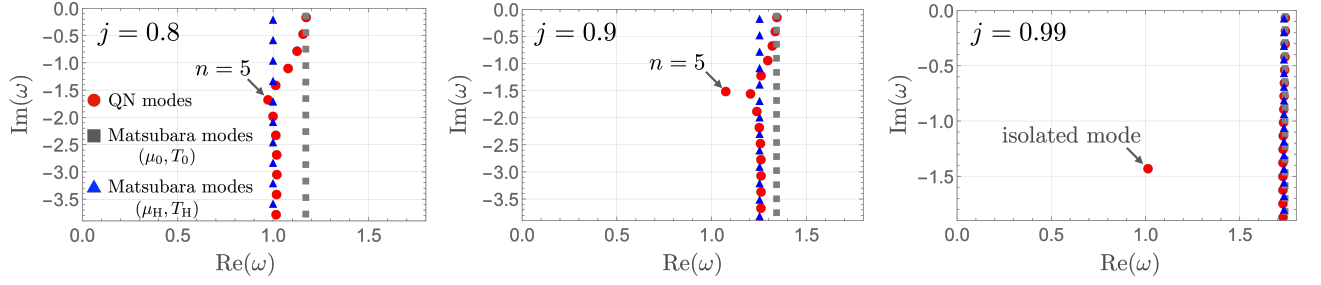 j = 0.8
n = 5
QN modes
Matsubara modes
(μ₀, T₀)
Matsubara modes
(μ_H, T_H)
0.0
−0.5
−1.0
−1.5
−2.0
−2.5
−3.0
−3.5
Im(ω)
0.0 0.5 1.0 1.5
Re(ω)
j = 0.9
n = 5
0.0
−0.5
−1.0
−1.5
−2.0
−2.5
−3.0
−3.5
Im(ω)
0.0 0.5 1.0 1.5
Re(ω)
j = 0.99
isolated mode
0.0
−0.5
−1.0
−1.5
Im(ω)
0.0 0.5 1.0 1.5
Re(ω)